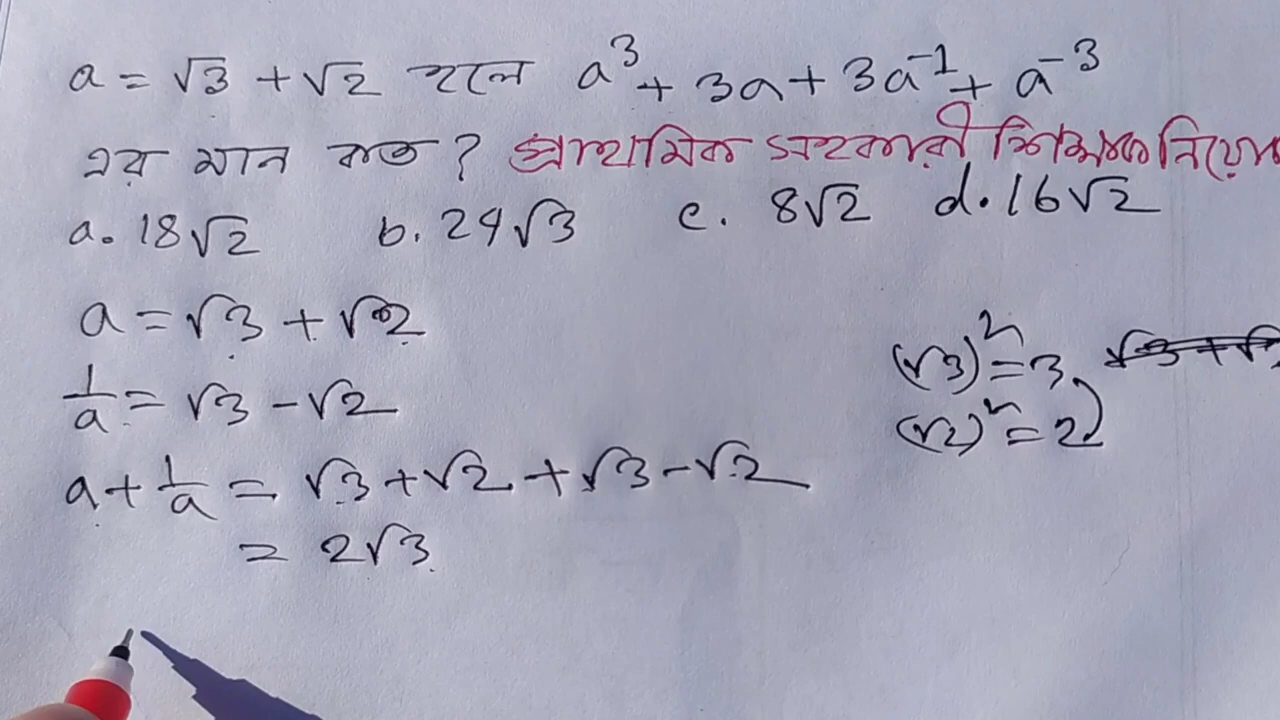 a = √3 + √2 হলে a³ + 3a + 3a⁻¹ + a⁻³
এর মান কত? প্রাথমিক সহকারী শিক্ষক নিয়োগ
a. 18√2 b. 24√3 c. 8√2 d. 16√2
a = √3 + √2
1/a = √3 - √2
a + 1/a = √3 + √2 + √3 - √2
= 2√3
(√3)² = 3,
(√2)² = 2